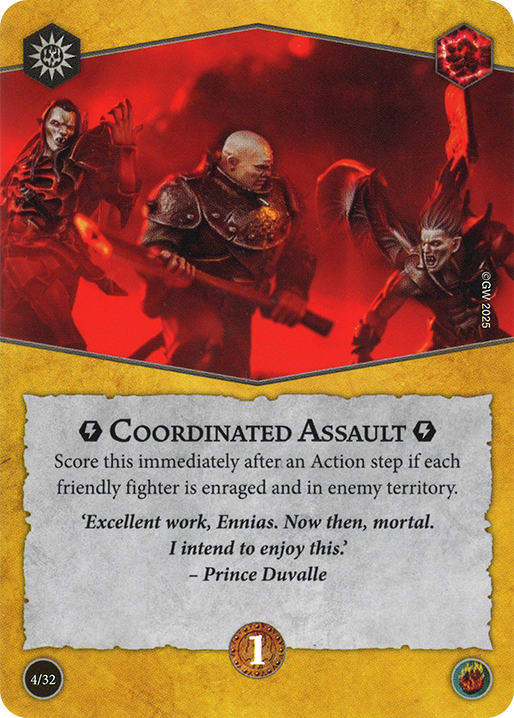 ©GW 2025
COORDINATED ASSAULT
Score this immediately after an Action step if each
friendly fighter is enraged and in enemy territory.
‘Excellent work, Ennias. Now then, mortal.
I intend to enjoy this.’
– Prince Duvalle
1
4/32